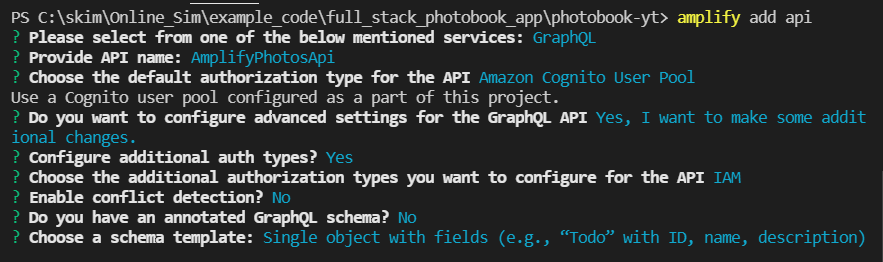 PS C:\skim\Online_Sim\example_code\full_stack_photobook_app\photobook-yt> amplify add api
? Please select from one of the below mentioned services: GraphQL
? Provide API name: AmplifyPhotosApi
? Choose the default authorization type for the API Amazon Cognito User Pool
Use a Cognito user pool configured as a part of this project.
? Do you want to configure advanced settings for the GraphQL API Yes, I want to make some addit
ional changes.
? Configure additional auth types? Yes
? Choose the additional authorization types you want to configure for the API IAM
? Enable conflict detection? No
? Do you have an annotated GraphQL schema? No
? Choose a schema template: Single object with fields (e.g., “Todo” with ID, name, description)